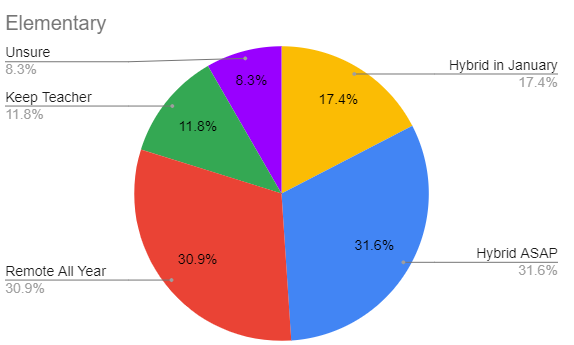 Elementary
Unsure
8.3%
Keep Teacher
11.8%
Remote All Year
30.9%
Hybrid in January
17.4%
Hybrid ASAP
31.6%
8.3%
17.4%
11.8%
31.6%
30.9%